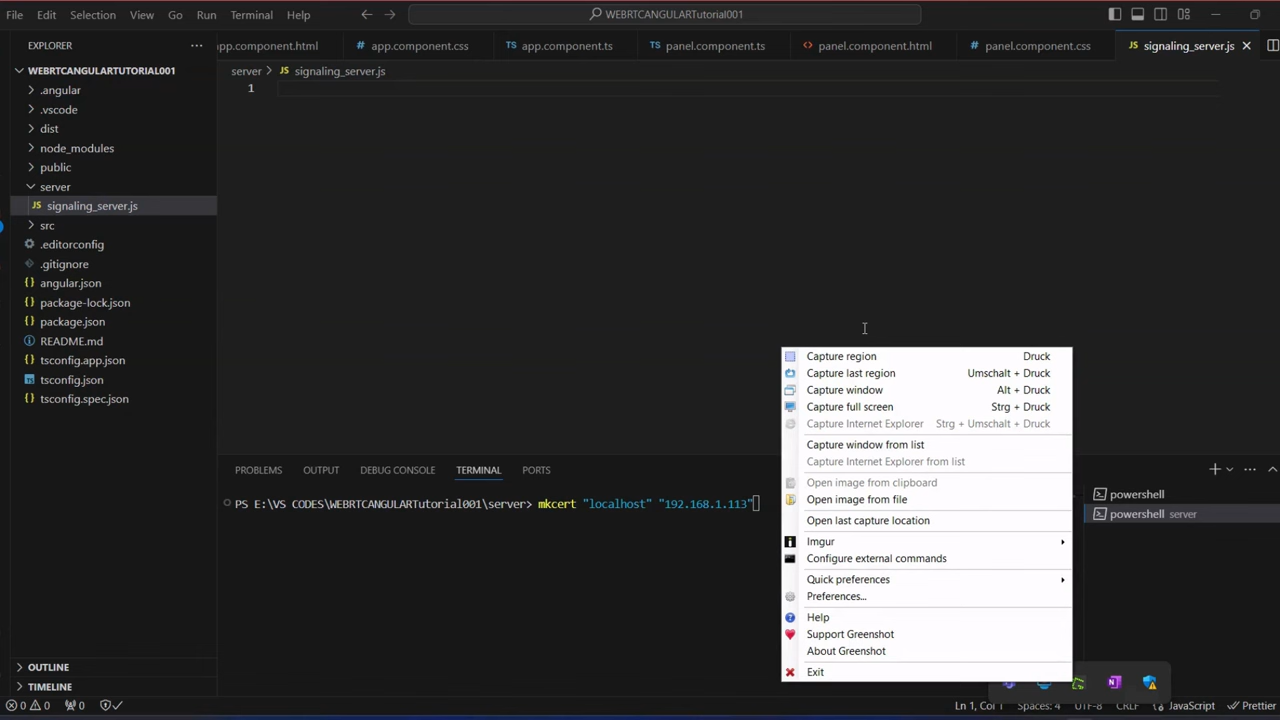 File Edit Selection View Go Run Terminal Help
WEBRTCANGULARTutorial001
EXPLORER
app.component.html
app.component.css
app.component.ts
panel.component.ts
panel.component.html
panel.component.css
signaling_server.js
WEBRTCANGULARTUTORIAL001
server > signaling_server.js
1
.angular
.vscode
dist
node_modules
public
server
signaling_server.js
src
.editorconfig
.gitignore
angular.json
package-lock.json
package.json
README.md
tsconfig.app.json
tsconfig.json
tsconfig.spec.json
Capture region Druck
Capture last region Umschalt + Druck
Capture window Alt + Druck
Capture full screen Strg + Druck
Capture Internet Explorer Strg + Umschalt + Druck
Capture window from list
Capture Internet Explorer from list
Open image from clipboard
Open image from file
Open last capture location
Imgur
Configure external commands
Quick preferences
Preferences...
Help
Support Greenshot
About Greenshot
Exit
PROBLEMS OUTPUT DEBUG CONSOLE TERMINAL PORTS
PS E:\VS CODES\WEBRTCANGULARTutorial001\server> mkcert "localhost" "192.168.1.113"
powershell
powershell server
OUTLINE
TIMELINE
0 0 0
Ln 1, Col 1 Spaces: 4 UTF-8 CRLF JavaScript Prettier